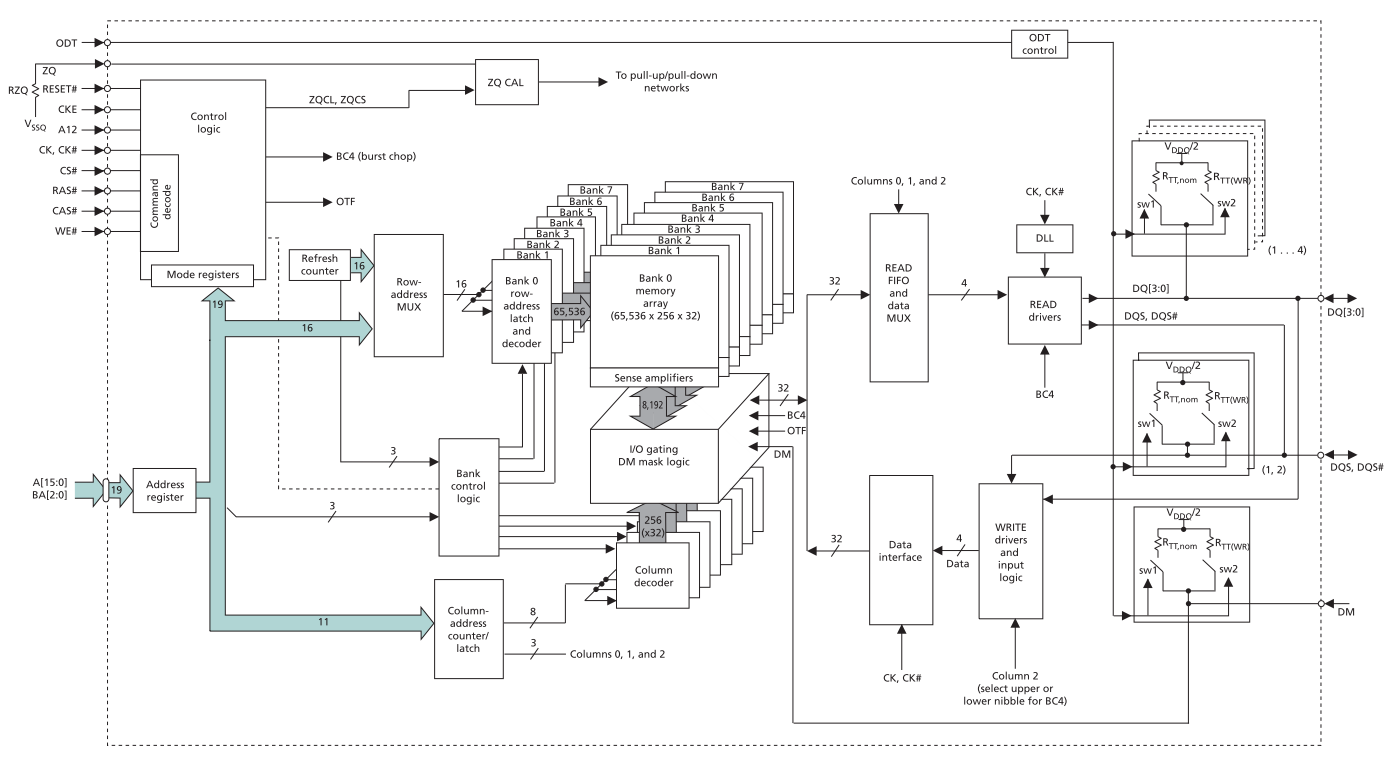 ODT
ODT
control
ZQ
RZQ
RESET#
CKE
VSSQ
A12
CK, CK#
CS#
RAS#
CAS#
WE#
Control
logic
Command
decode
Mode registers
ZQCL, ZQCS
ZQ CAL
To pull-up/pull-down
networks
BC4 (burst chop)
OTF
Refresh
counter
16
Row-
address
MUX
16
19
16
Bank 7
Bank 6
Bank 5
Bank 4
Bank 3
Bank 2
Bank 1
Bank 0
row-
address
latch
and
decoder
65,536
Bank 7
Bank 6
Bank 5
Bank 4
Bank 3
Bank 2
Bank 1
Bank 0
memory
array
(65,536 x 256 x 32)
Sense amplifiers
8,192
32
BC4
OTF
DM
I/O gating
DM mask logic
256
(x32)
Column
decoder
3
Bank
control
logic
3
A[15:0]
BA[2:0]
19
Address
register
11
Column-
address
counter/
latch
8
3
Columns 0, 1, and 2
Columns 0, 1, and 2
32
READ
FIFO
and
data
MUX
4
CK, CK#
DLL
READ
drivers
BC4
DQ[3:0]
DQS, DQS#
32
Data
interface
4
Data
WRITE
drivers
and
input
logic
CK, CK#
Column 2
(select upper or
lower nibble for BC4)
VDDQ/2
RTT,nom
RTT(WR)
sw1
sw2
(1 . . . 4)
DQ[3:0]
VDDQ/2
RTT,nom
RTT(WR)
sw1
sw2
(1, 2)
DQS, DQS#
VDDQ/2
RTT,nom
RTT(WR)
sw1
sw2
DM